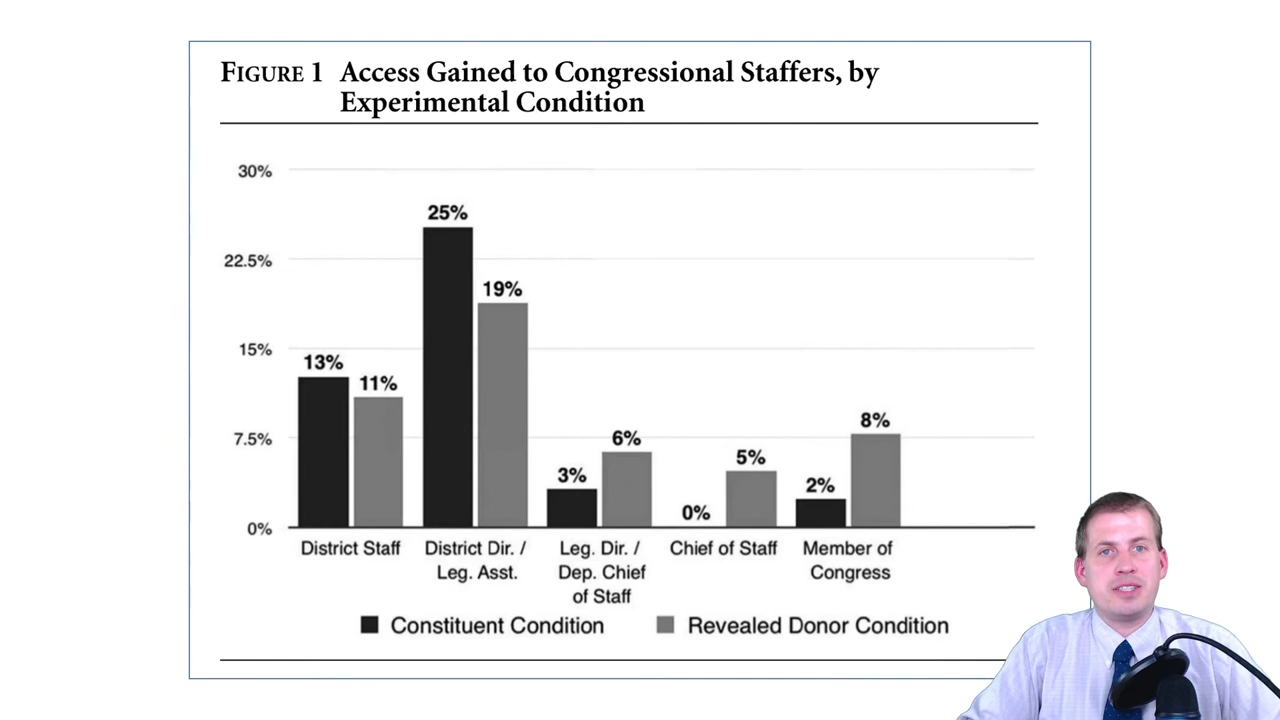 FIGURE 1 Access Gained to Congressional Staffers, by
Experimental Condition
30%
22.5%
15%
7.5%
0%
13%
11%
25%
19%
3%
6%
0%
5%
2%
8%
District Staff
District Dir. /
Leg. Asst.
Leg. Dir. /
Dep. Chief
of Staff
Chief of Staff
Member of
Congress
Constituent Condition
Revealed Donor Condition